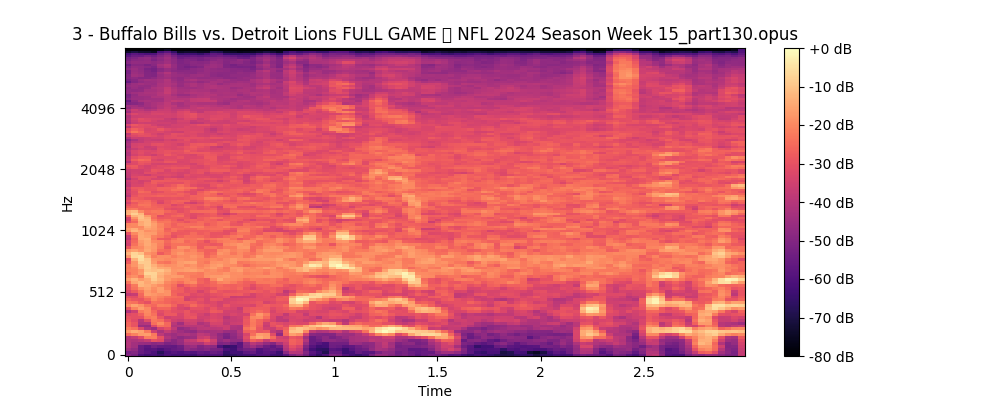 3 - Buffalo Bills vs. Detroit Lions FULL GAME ▯ NFL 2024 Season Week 15_part130.opus
Hz
4096
2048
1024
512
0
0 0.5 1 1.5 2 2.5
Time
+0 dB
-10 dB
-20 dB
-30 dB
-40 dB
-50 dB
-60 dB
-70 dB
-80 dB